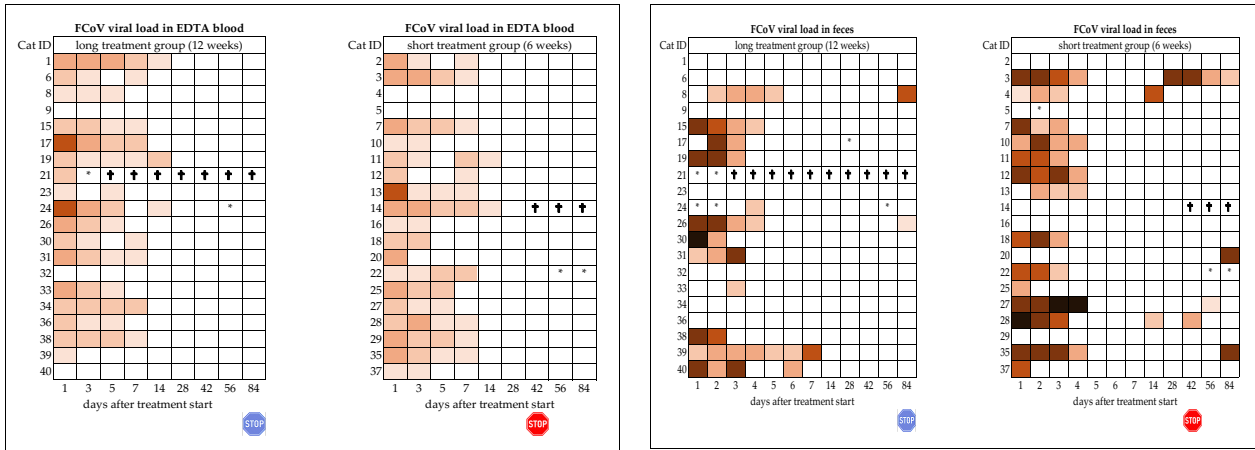 FCoV viral load in EDTA blood
Cat ID long treatment group (12 weeks)
1
6
8
9
15
17
19
21 * ✝ ✝ ✝ ✝ ✝ ✝ ✝
23
24 *
26
30
31
32
33
34
36
38
39
40
1 3 5 7 14 28 42 56 84
days after treatment start
STOP
FCoV viral load in EDTA blood
Cat ID short treatment group (6 weeks)
2
3
4
5
7
10
11
12
13
14 ✝ ✝ ✝
16
18
20
22 * *
25
27
28
29
35
37
1 3 5 7 14 28 42 56 84
days after treatment start
STOP
FCoV viral load in feces
Cat ID long treatment group (12 weeks)
1
6
8
9
15
17 *
19
21 * * ✝ ✝ ✝ ✝ ✝ ✝ ✝ ✝ ✝ ✝
23
24 * * *
26
30
31
32
33
34
36
38
39
40
1 2 3 4 5 6 7 14 28 42 56 84
days after treatment start
STOP
FCoV viral load in feces
Cat ID short treatment group (6 weeks)
2
3
4
5 *
7
10
11
12
13
14 ✝ ✝ ✝
16
18
20
22 * *
25
27
28
29
35
37
1 2 3 4 5 6 7 14 28 42 56 84
days after treatment start
STOP